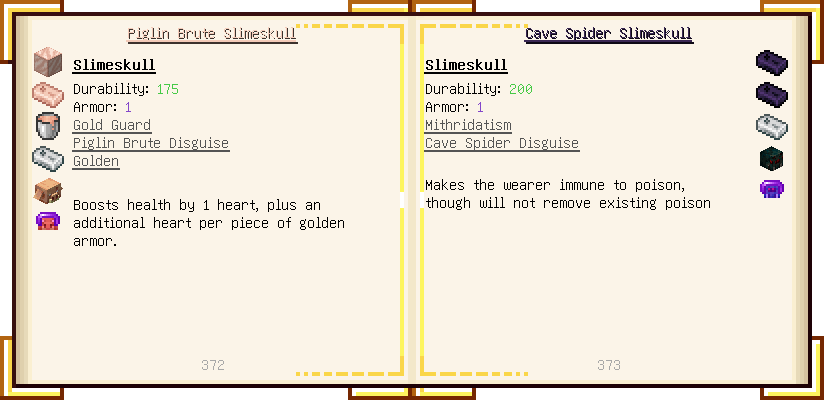 Piglin Brute Slimeskull
Slimeskull
Durability: 175
Armor: 1
Gold Guard
Piglin Brute Disguise
Golden
Boosts health by 1 heart, plus an
additional heart per piece of golden
armor.
372
Cave Spider Slimeskull
Slimeskull
Durability: 200
Armor: 1
Mithridatism
Cave Spider Disguise
Makes the wearer immune to poison,
though will not remove existing poison
373